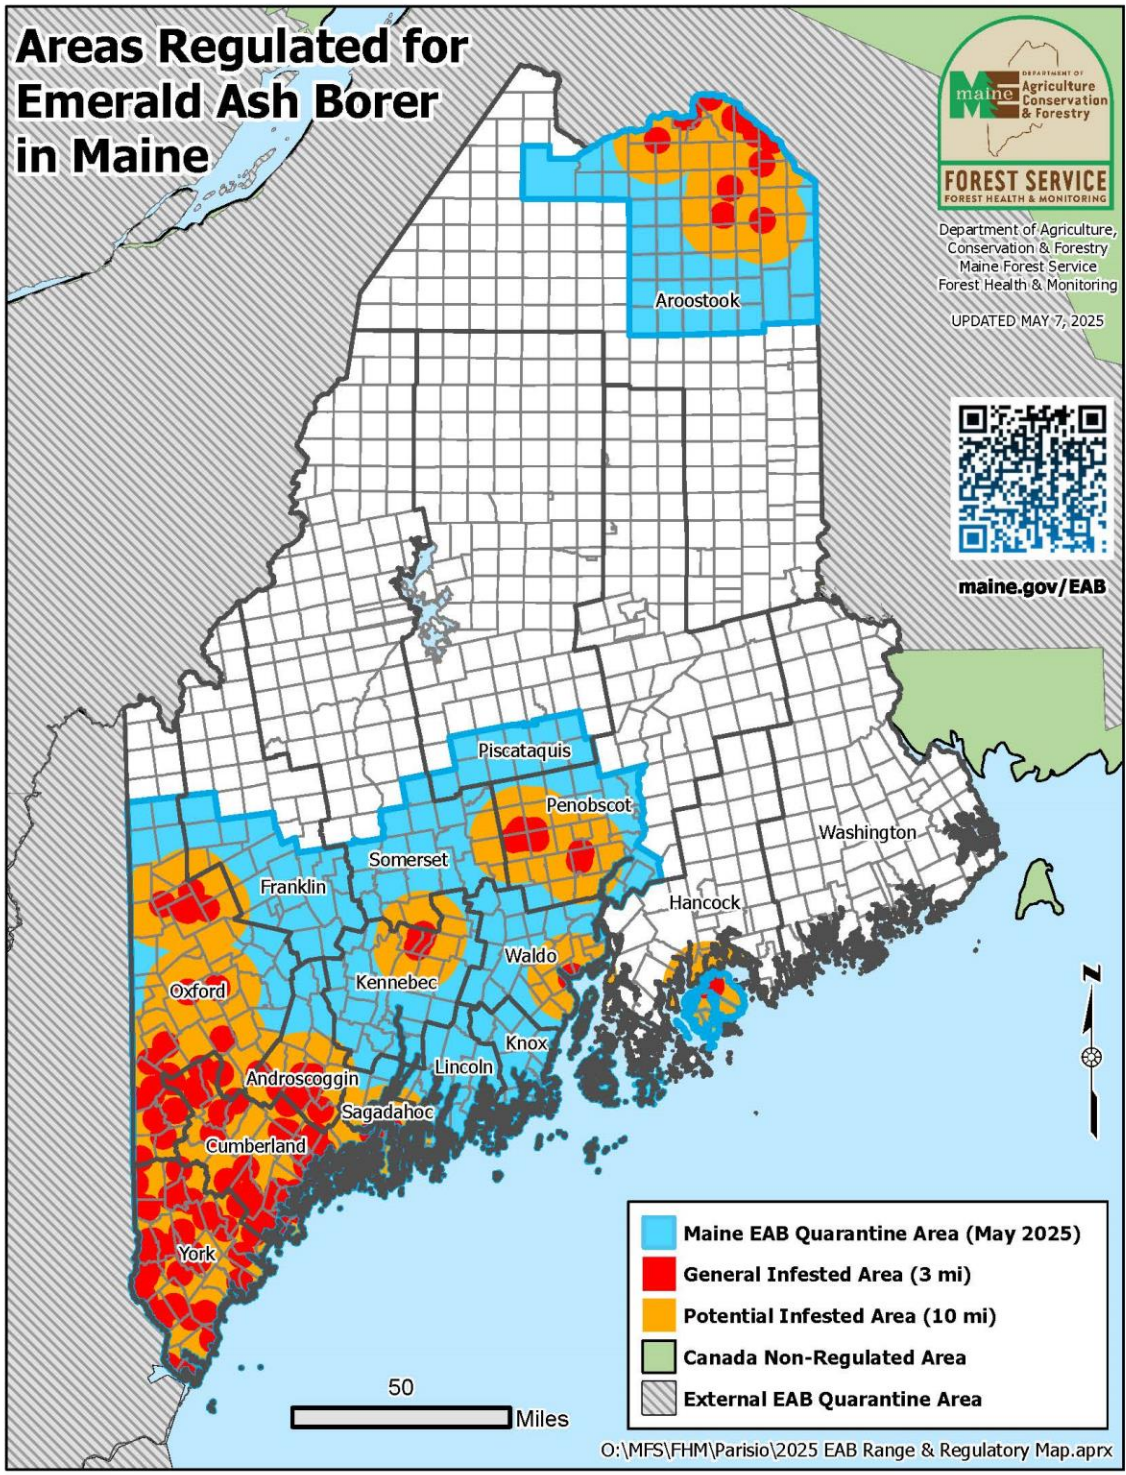 Areas Regulated for
Emerald Ash Borer
in Maine
maine
DEPARTMENT OF
Agriculture
Conservation
& Forestry
FOREST SERVICE
FOREST HEALTH & MONITORING
Department of Agriculture,
Conservation & Forestry
Maine Forest Service
Forest Health & Monitoring
UPDATED MAY 7, 2025
maine.gov/EAB
Aroostook
Piscataquis
Penobscot
Somerset
Franklin
Washington
Hancock
Waldo
Kennebec
Oxford
Knox
Lincoln
Androscoggin
Sagadahoc
Cumberland
York
N
Maine EAB Quarantine Area (May 2025)
General Infested Area (3 mi)
Potential Infested Area (10 mi)
Canada Non-Regulated Area
External EAB Quarantine Area
50
Miles
O:\MFS\FHM\Parisio\2025 EAB Range & Regulatory Map.aprx